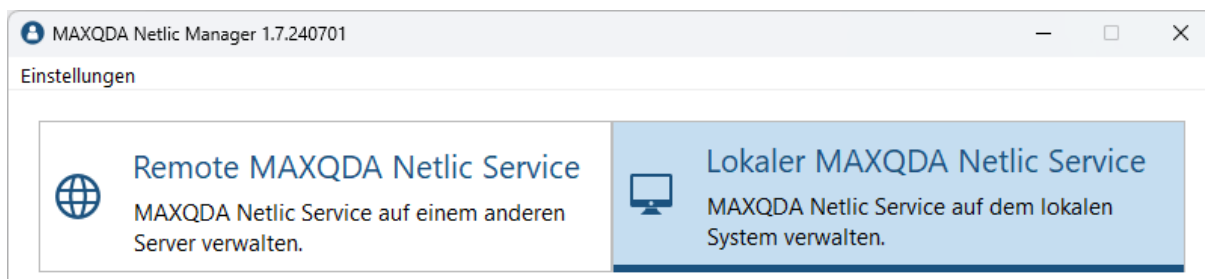 MAXQDA Netlic Manager 1.7.240701
Einstellungen
Remote MAXQDA Netlic Service
MAXQDA Netlic Service auf einem anderen
Server verwalten.
Lokaler MAXQDA Netlic Service
MAXQDA Netlic Service auf dem lokalen
System verwalten.